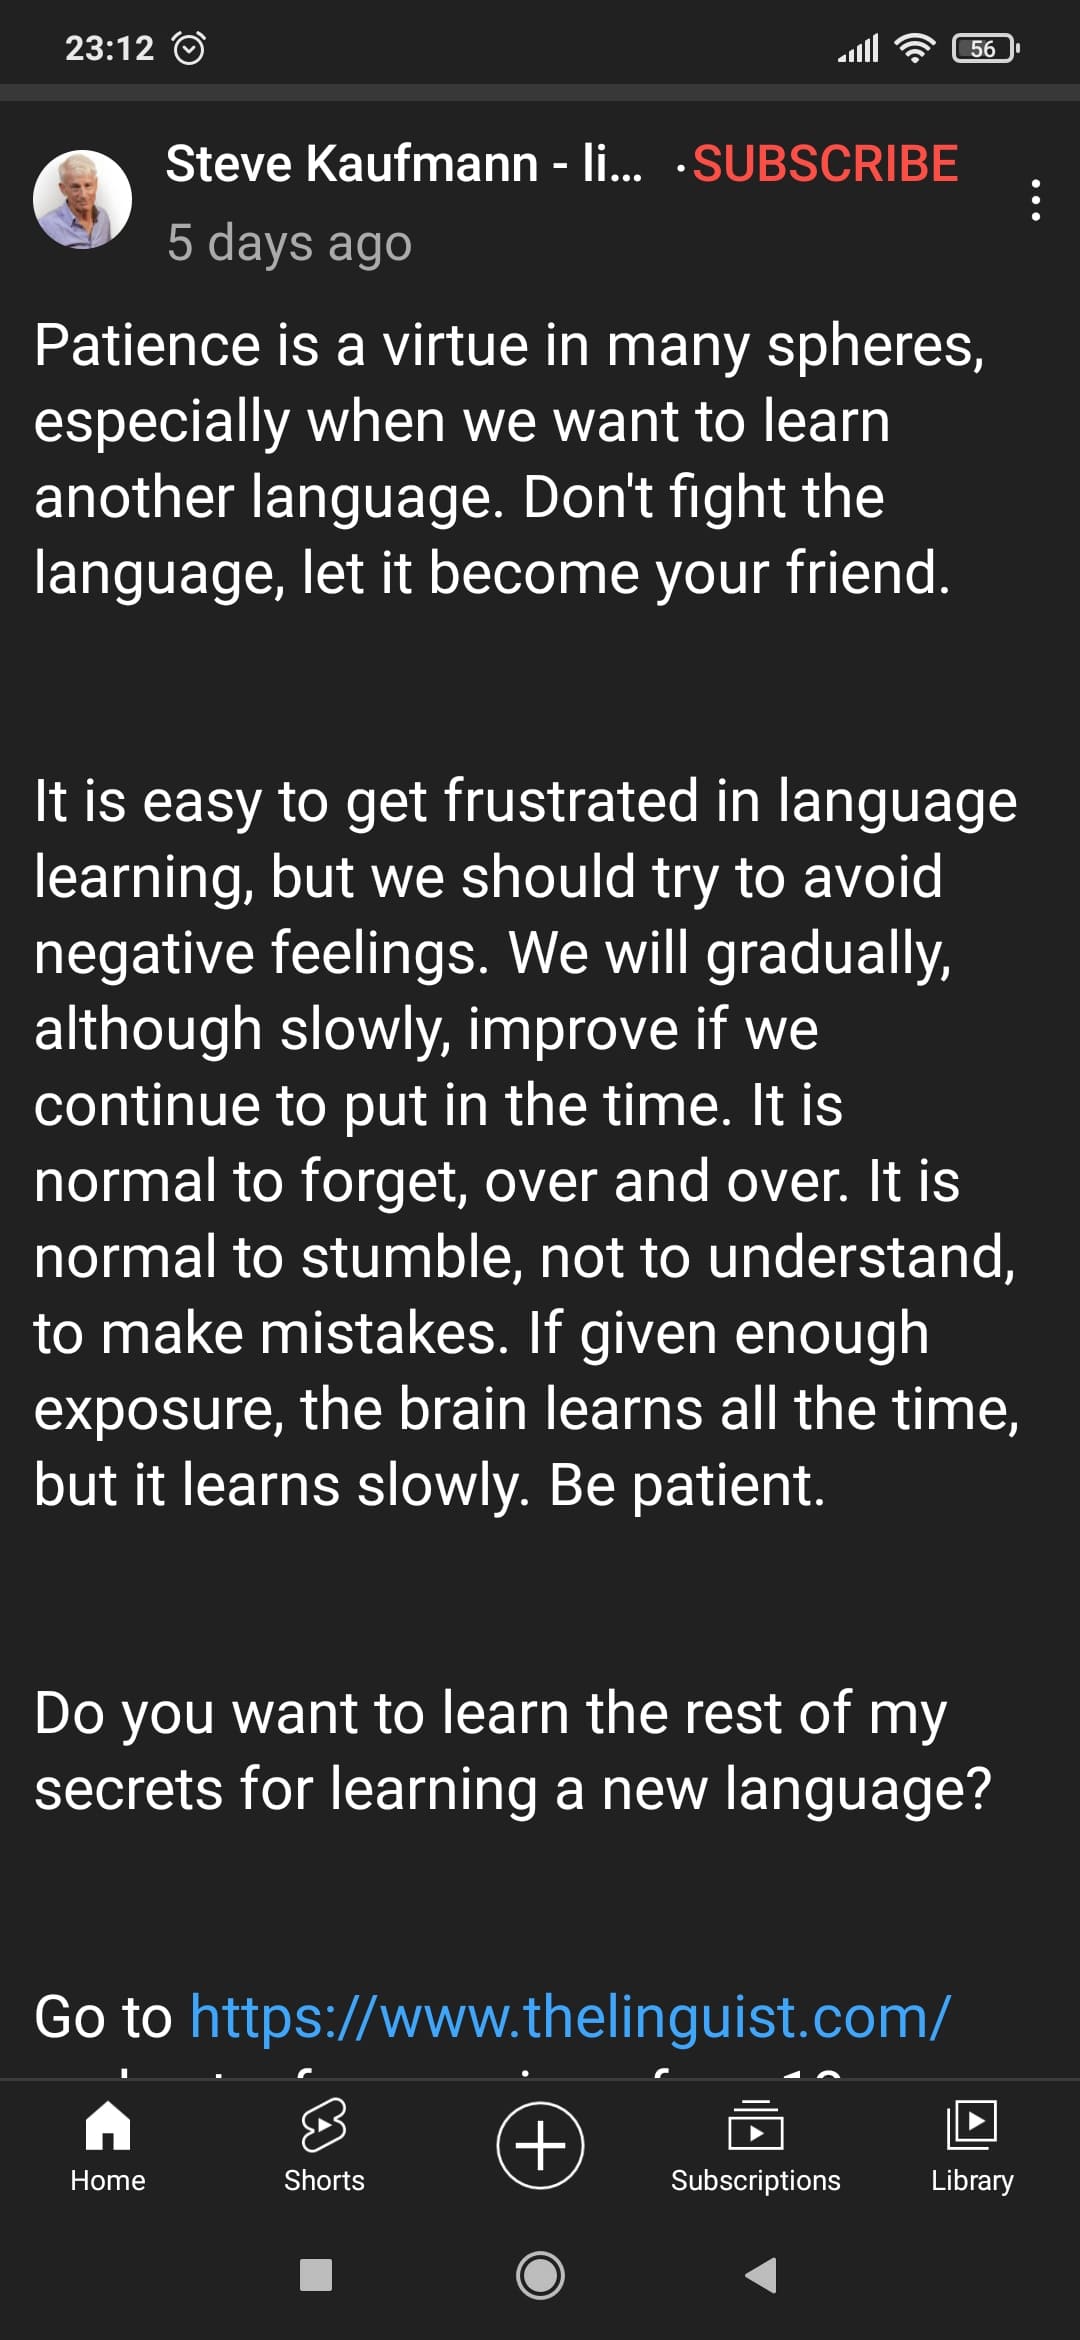 23:12
56
Steve Kaufmann - li... · SUBSCRIBE
5 days ago
Patience is a virtue in many spheres,
especially when we want to learn
another language. Don't fight the
language, let it become your friend.
It is easy to get frustrated in language
learning, but we should try to avoid
negative feelings. We will gradually,
although slowly, improve if we
continue to put in the time. It is
normal to forget, over and over. It is
normal to stumble, not to understand,
to make mistakes. If given enough
exposure, the brain learns all the time,
but it learns slowly. Be patient.
Do you want to learn the rest of my
secrets for learning a new language?
Go to https://www.thelinguist.com/
Home
Shorts
Subscriptions
Library